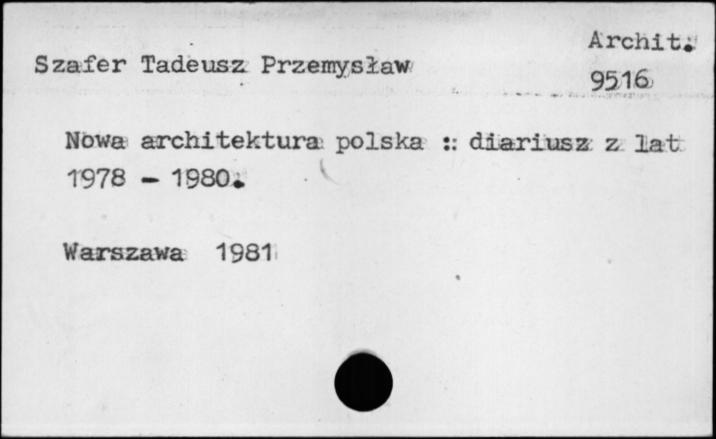 Archit.
Szafer Tadeusz Przemysław
9516
Nowa architektura polska : diariusz z lat
1978 - 1980.
Warszawa 1981